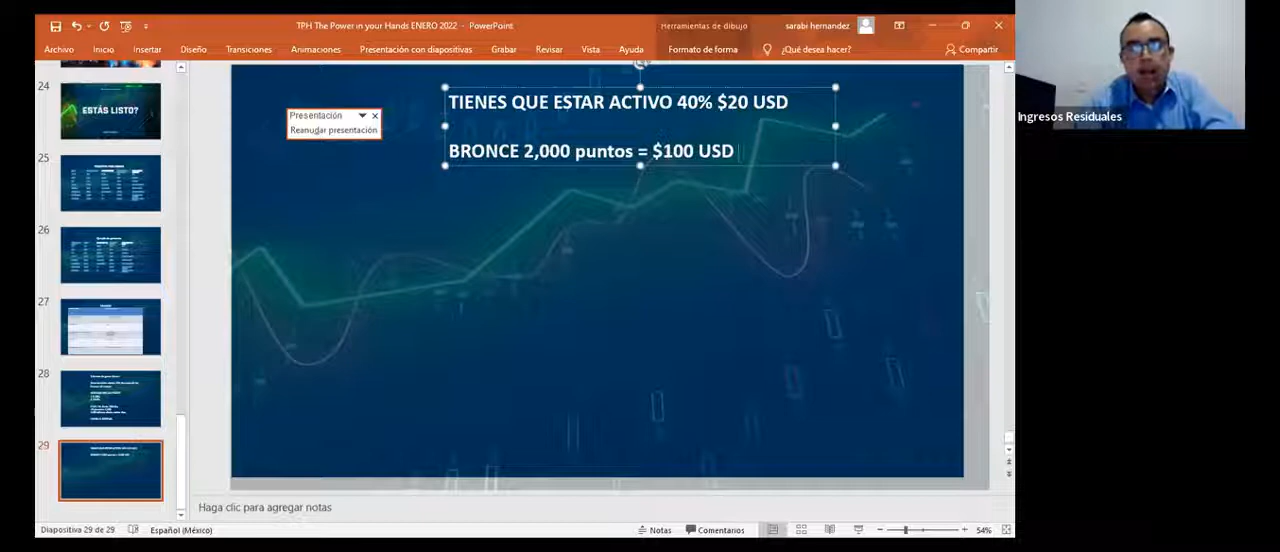 TPH The Power in your Hands ENERO 2022 - PowerPoint
Herramientas de dibujo
sarabi hernandez
Archivo Inicio Insertar Diseño Transiciones Animaciones Presentación con diapositivas Grabar Revisar Vista Ayuda Formato de forma ¿Qué desea hacer? Compartir
24
ESTÁS LISTO?
25
26
27
28
29
Presentación
Reanudar presentación
TIENES QUE ESTAR ACTIVO 40% $20 USD
BRONCE 2,000 puntos = $100 USD
Ingresos Residuales
Haga clic para agregar notas
Diapositiva 29 de 29 Español (México) Notas Comentarios 54%